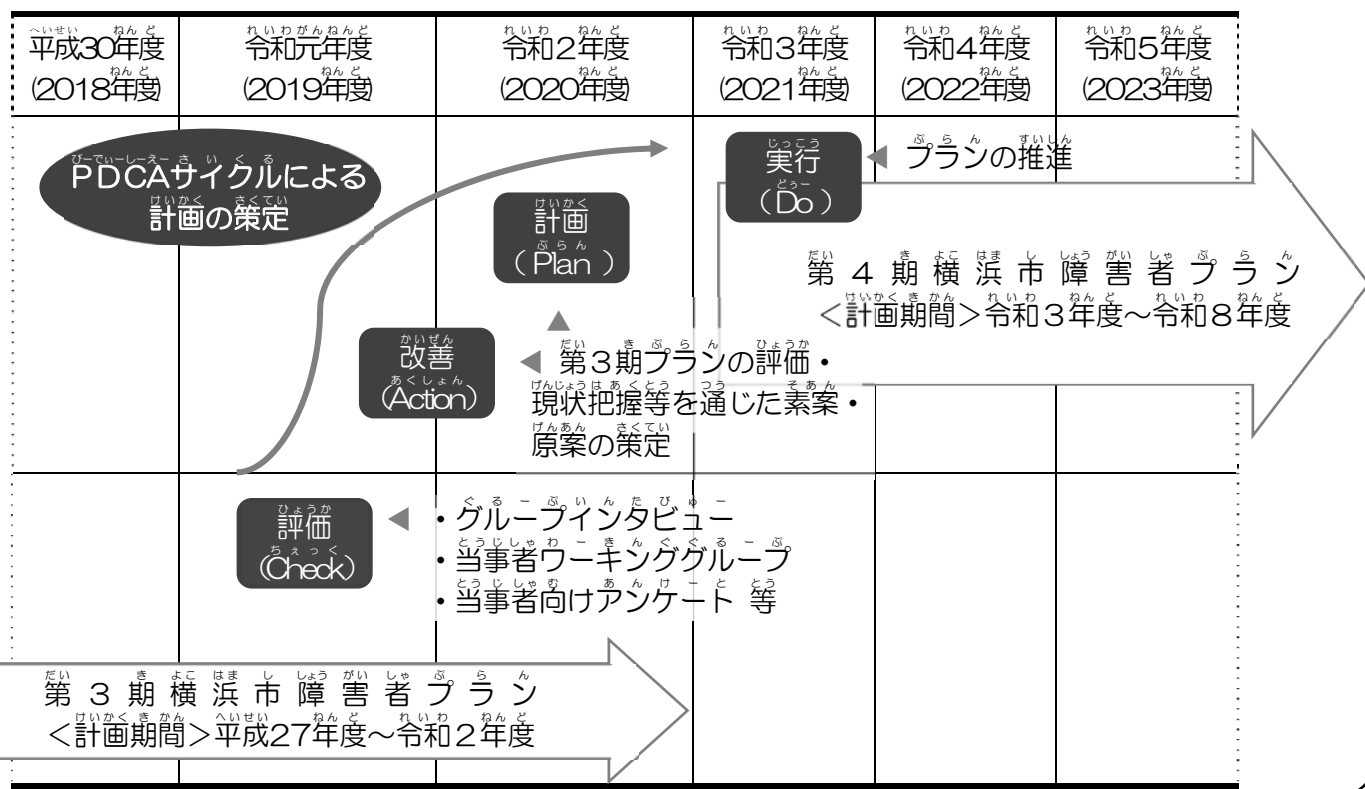 平成30年度
(2018年度)
令和元年度
(2019年度)
令和2年度
(2020年度)
令和3年度
(2021年度)
令和4年度
(2022年度)
令和5年度
(2023年度)
PDCAサイクルによる
計画の策定
実行
(Do)
プランの推進
計画
(Plan)
第4期横浜市障害者プラン
<計画期間>令和3年度~令和8年度
改善
(Action)
第3期プランの評価・
現状把握等を通じた素案・
原案の策定
評価
(Check)
・グループインタビュー
・当事者ワーキンググループ
・当事者向けアンケート 等
第3期横浜市障害者プラン
<計画期間>平成27年度~令和2年度